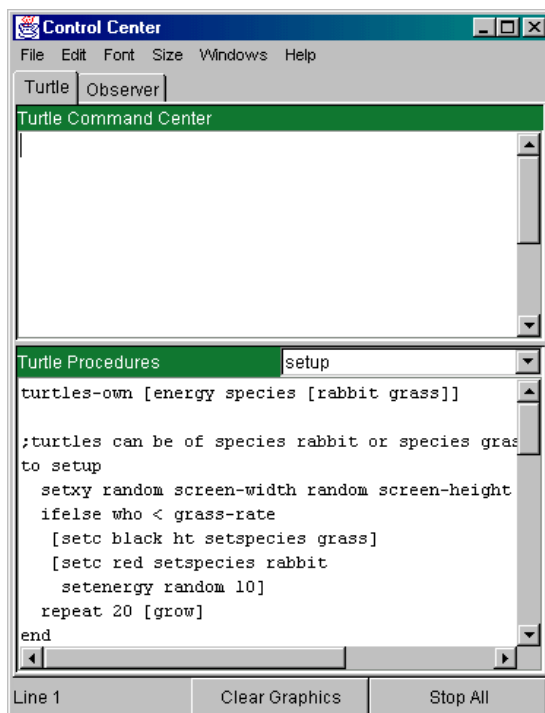 Control Center
File Edit Font Size Windows Help
Turtle Observer
Turtle Command Center
Turtle Procedures setup
turtles-own [energy species [rabbit grass]]
;turtles can be of species rabbit or species gras
to setup
setxy random screen-width random screen-height
ifelse who < grass-rate
[setc black ht setspecies grass]
[setc red setspecies rabbit
setenergy random 10]
repeat 20 [grow]
end
Line 1 Clear Graphics Stop All